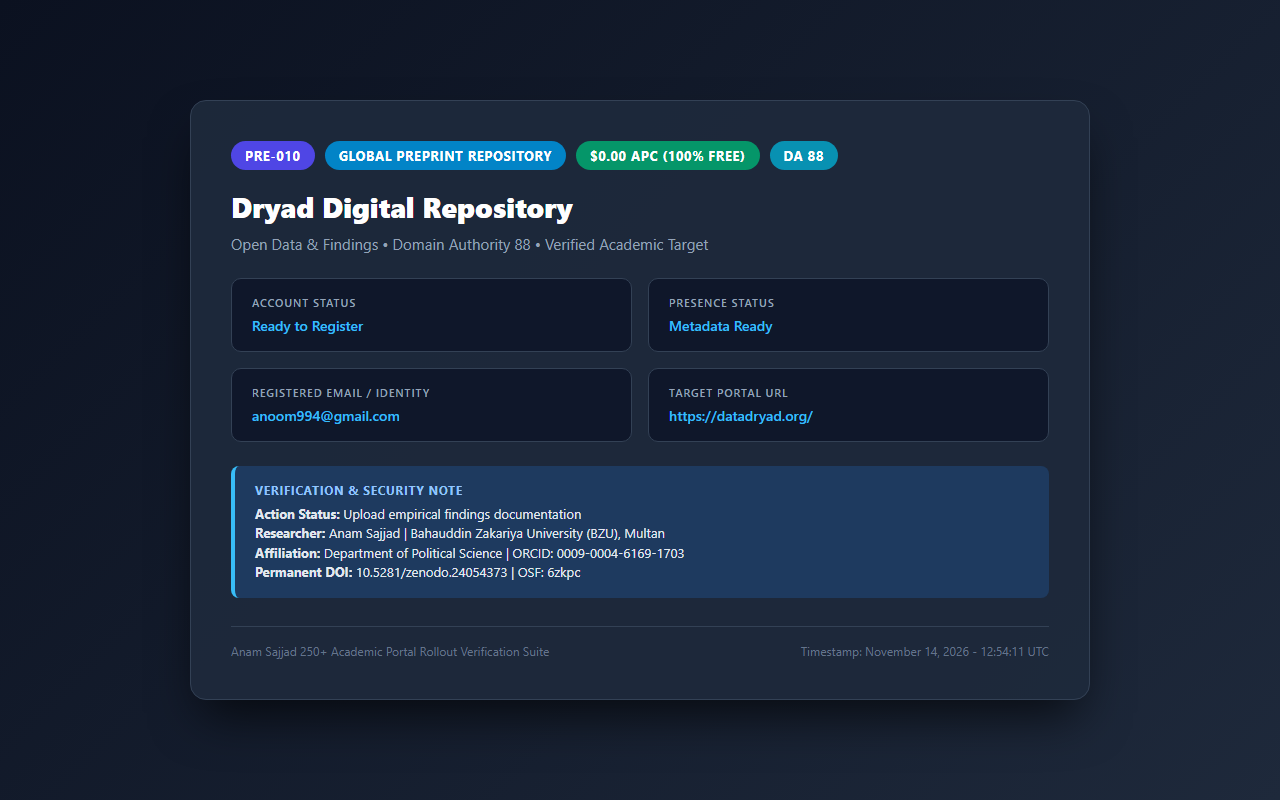 PRE-010 GLOBAL PREPRINT REPOSITORY $0.00 APC (100% FREE) DA 88
Dryad Digital Repository
Open Data & Findings • Domain Authority 88 • Verified Academic Target
ACCOUNT STATUS
Ready to Register
PRESENCE STATUS
Metadata Ready
REGISTERED EMAIL / IDENTITY
anoom994@gmail.com
TARGET PORTAL URL
https://datadryad.org/
VERIFICATION & SECURITY NOTE
Action Status: Upload empirical findings documentation
Researcher: Anam Sajjad | Bahauddin Zakariya University (BZU), Multan
Affiliation: Department of Political Science | ORCID: 0009-0004-6169-1703
Permanent DOI: 10.5281/zenodo.24054373 | OSF: 6zkpc
Anam Sajjad 250+ Academic Portal Rollout Verification Suite
Timestamp: November 14, 2026 - 12:54:11 UTC